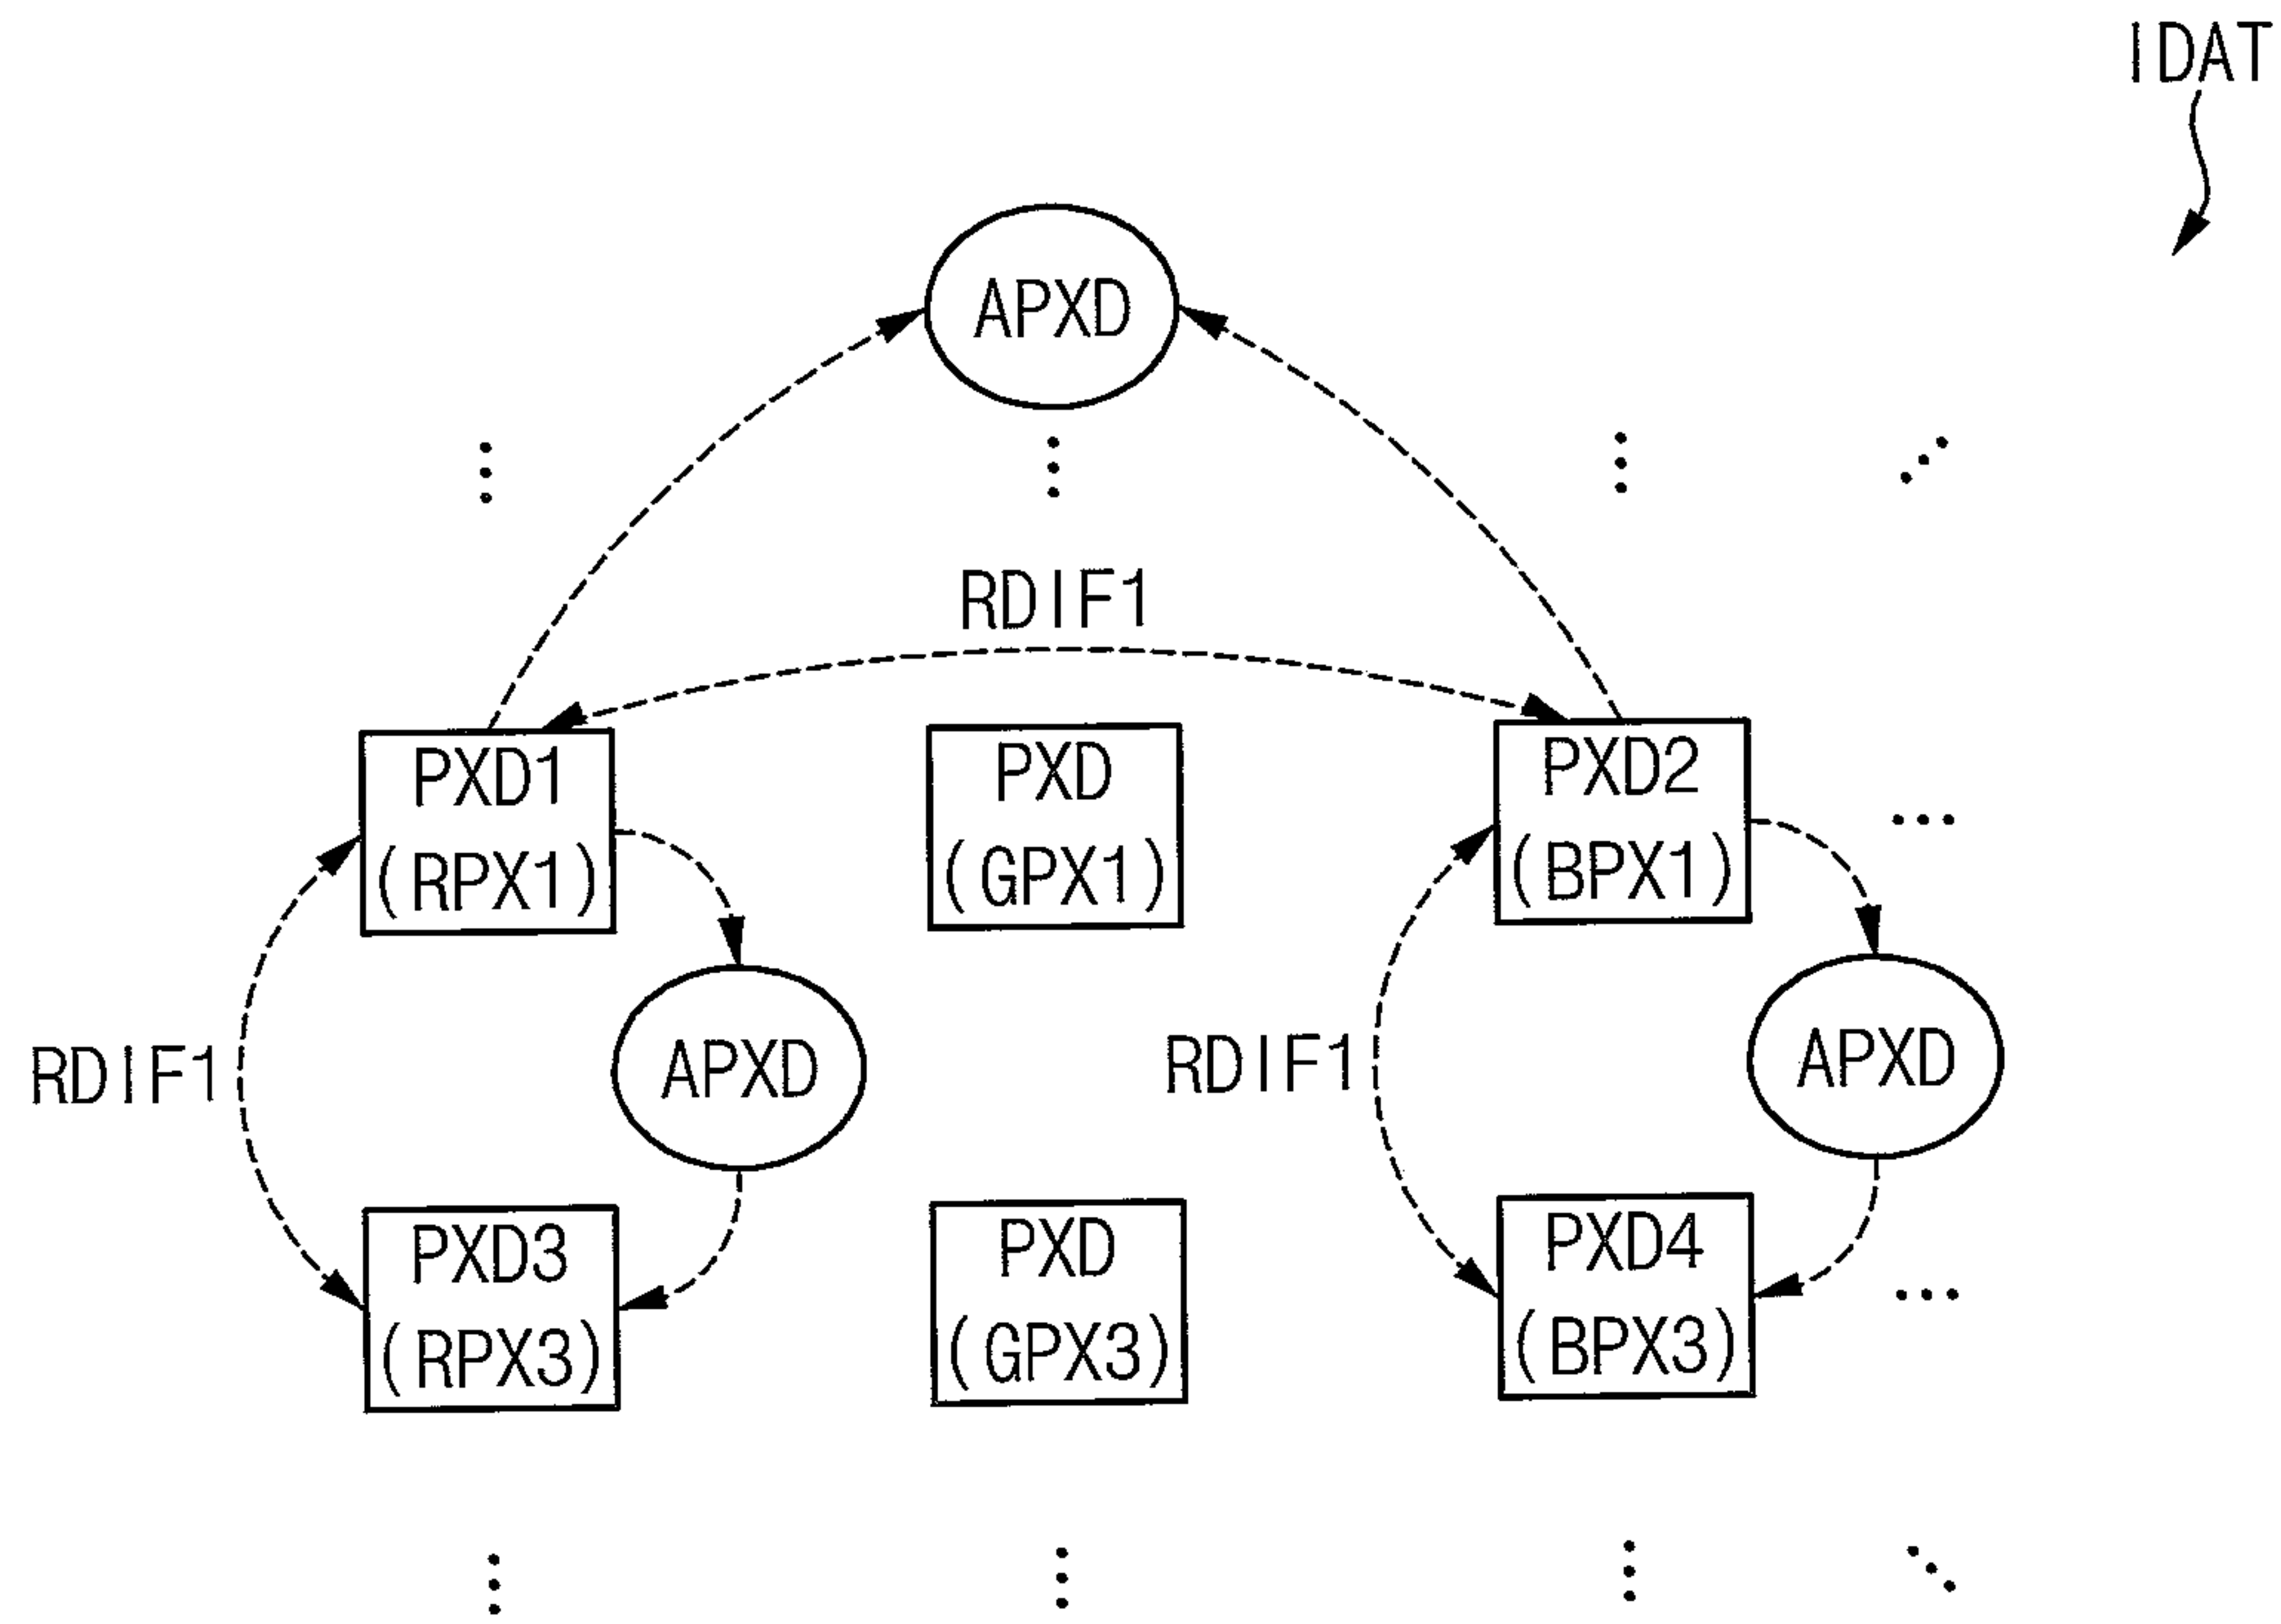 IDAT
APXD
RDIF1
PXD1
(RPX1)
PXD
(GPX1)
PXD2
(BPX1)
RDIF1
APXD
RDIF1
APXD
PXD3
(RPX3)
PXD
(GPX3)
PXD4
(BPX3)